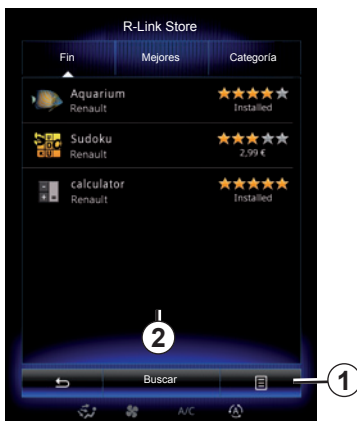 R-Link Store
Fin Mejores Categoría
Aquarium
Renault
Installed
Sudoku
Renault
2,99 €
calculator
Renault
Installed
2
Buscar
1
A/C
A